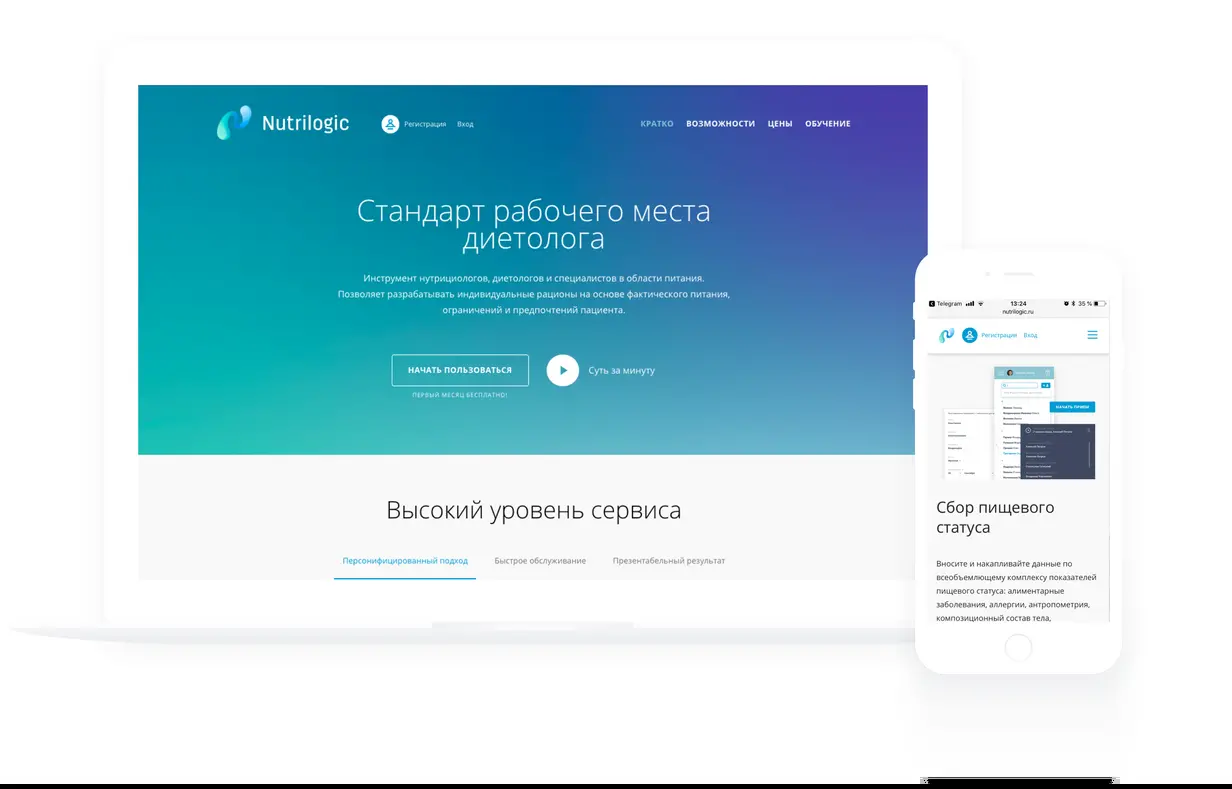 Nutrilogic
Регистрация Вход
КРАТКО ВОЗМОЖНОСТИ ЦЕНЫ ОБУЧЕНИЕ
Стандарт рабочего места
диетолога
Инструмент нутрициологов, диетологов и специалистов в области питания.
Позволяет разрабатывать индивидуальные рационы на основе фактического питания,
ограничений и предпочтений пациента.
НАЧАТЬ ПОЛЬЗОВАТЬСЯ
Суть за минуту
ПЕРВЫЙ МЕСЯЦ БЕСПЛАТНО!
Высокий уровень сервиса
Персонифицированный подход Быстрое обслуживание Презентабельный результат
Telegram 13:24 35 %
nutrilogic.ru
Регистрация Вход
НАЧАТЬ ПРИЕМ
Сбор пищевого
статуса
Вносите и накапливайте данные по
всеобъемлющему комплексу показателей
пищевого статуса: алиментарные
заболевания, аллергии, антропометрия,
композиционный состав тела,